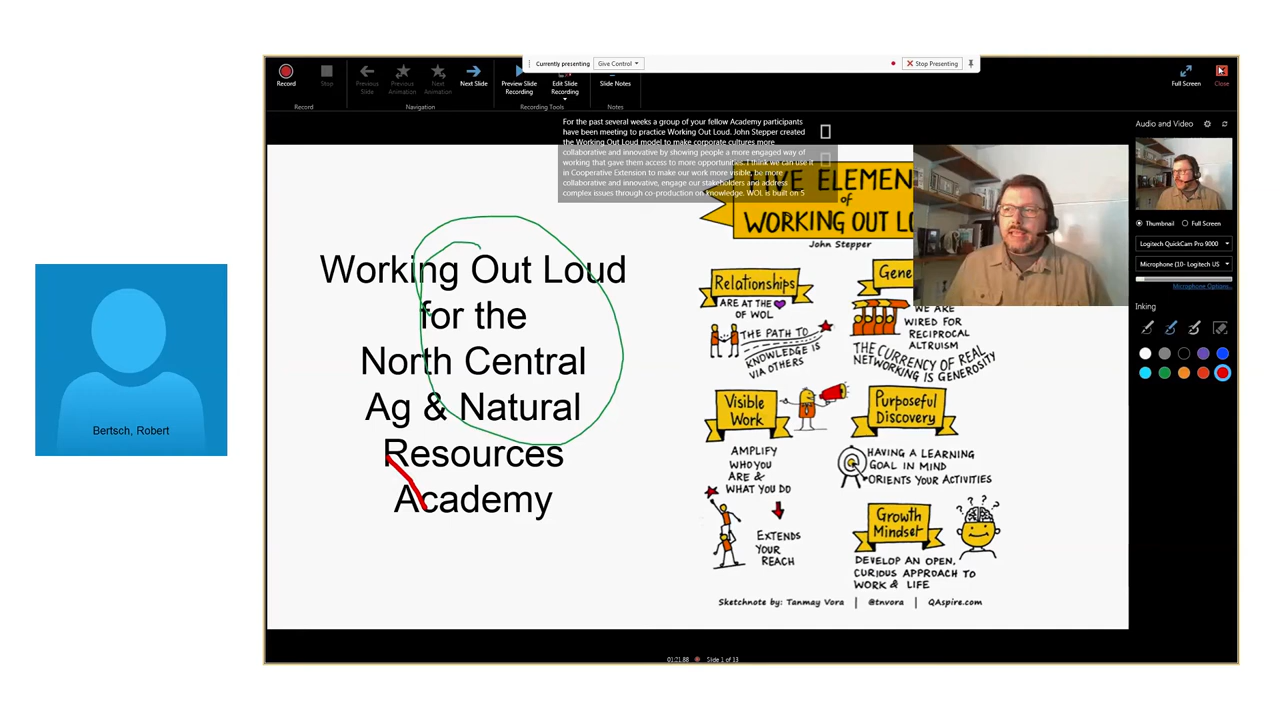 Bertsch, Robert
Currently presenting
Give Control
Stop Presenting
Record
Stop
Previous Slide
Previous Animation
Next Animation
Next Slide
Preview Slide Recording
Edit Slide Recording
Slide Notes
Full Screen
Close
Record
Navigation
Recording Tools
Notes
For the past several weeks a group of your fellow Academy participants
have been meeting to practice Working Out Loud. John Stepper created
the Working Out Loud model to make corporate cultures more
collaborative and innovative by showing people a more engaged way of
working that gave them access to more opportunities. I think we can use it
in Cooperative Extension to make our work more visible, be more
collaborative and innovative, engage our stakeholders and address
complex issues through co-production on knowledge. WOL is built on 5
Working Out Loud
for the
North Central
Ag & Natural
Resources
Academy
ELEMEN
of
WORKING OUT LO
John Stepper
Relationships
ARE AT THE
OF WOL
THE PATH TO
KNOWLEDGE IS
VIA OTHERS
Gene
WE ARE
WIRED FOR
RECIPROCAL
ALTRUISM
THE CURRENCY OF REAL
NETWORKING IS GENEROSITY
Visible
Work
AMPLIFY
WHO YOU
ARE &
WHAT YOU DO
EXTENDS
YOUR
REACH
Purposeful
Discovery
HAVING A LEARNING
GOAL IN MIND
ORIENTS YOUR ACTIVITIES
Growth
Mindset
DEVELOP AN OPEN,
CURIOUS APPROACH TO
WORK & LIFE
Sketchnote by: Tanmay Vora | @tnvora | QAspire.com
Audio and Video
Thumbnail
Full Screen
Logitech QuickCam Pro 9000
Microphone (10- Logitech US
Microphone Options...
Inking
Slide 1 of 13